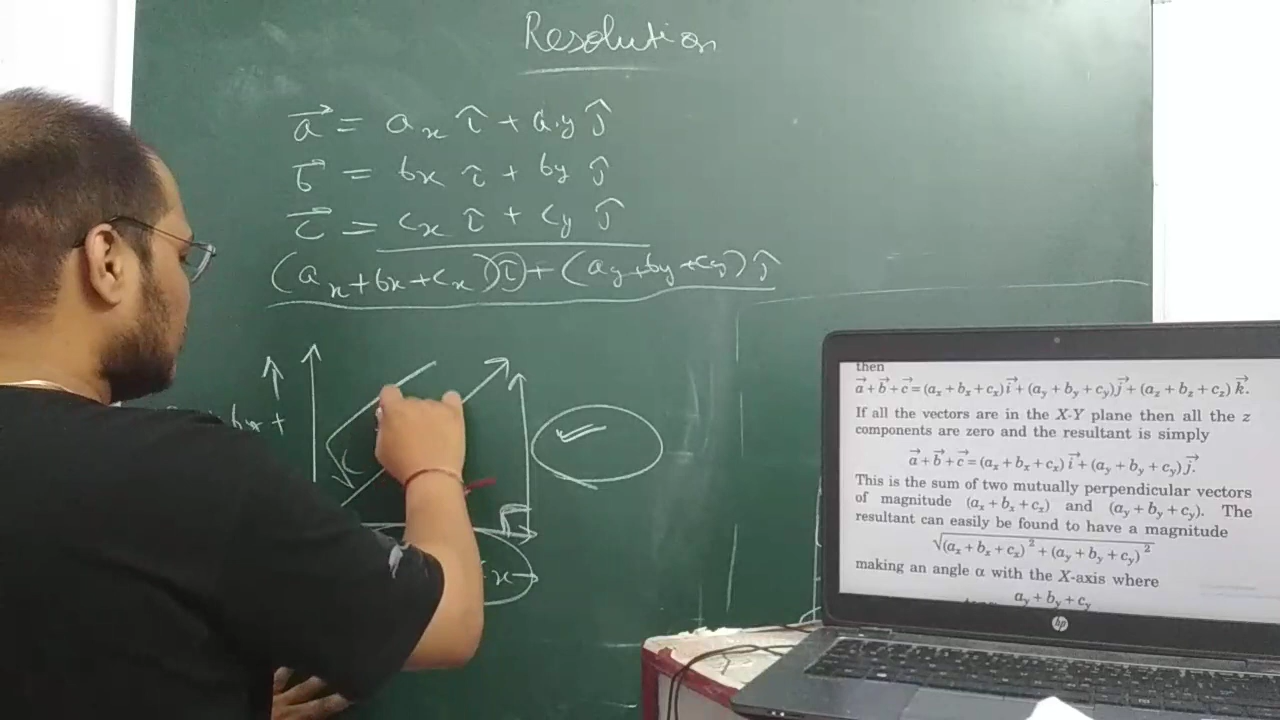 Resolution
a⃗ = aₓ î + a_y ĵ
b⃗ = bx î + by ĵ
c⃗ = cₓ î + c_y ĵ
(aₓ+bx+cₓ) î + (a_y+by+c_y) ĵ
bx +
x
then
a⃗ + b⃗ + c⃗ = (aₓ + bₓ + cₓ) i⃗ + (a_y + b_y + c_y) j⃗ + (a_z + b_z + c_z) k⃗.
If all the vectors are in the X-Y plane then all the z
components are zero and the resultant is simply
a⃗ + b⃗ + c⃗ = (aₓ + bₓ + cₓ) i⃗ + (a_y + b_y + c_y) j⃗.
This is the sum of two mutually perpendicular vectors
of magnitude (aₓ + bₓ + cₓ) and (a_y + b_y + c_y). The
resultant can easily be found to have a magnitude
√(aₓ + bₓ + cₓ)² + (a_y + b_y + c_y)²
making an angle α with the X-axis where
a_y + b_y + c_y
hp